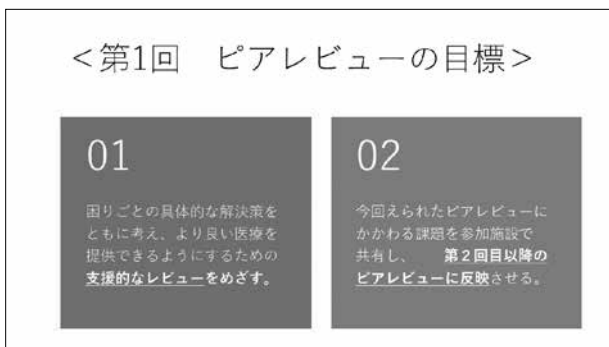 <第1回　ピアレビューの目標>
01
困りごとの具体的な解決策を
ともに考え、より良い医療を
提供できるようにするための
支援的なレビューをめざす。
02
今回えられたピアレビューに
かかわる課題を参加施設で
共有し、　第２回目以降の
ピアレビューに反映させる。